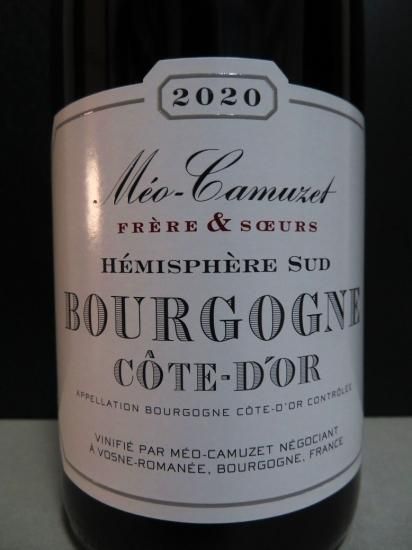 2020
Méo-Camuzet
FRÈRE & SŒURS
HÉMISPHÈRE SUD
BOURGOGNE
CÔTE-D'OR
APPELLATION BOURGOGNE CÔTE-D'OR CONTRÔLÉE
VINIFIÉ PAR MÉO-CAMUZET NÉGOCIANT
À VOSNE-ROMANÉE, BOURGOGNE, FRANCE